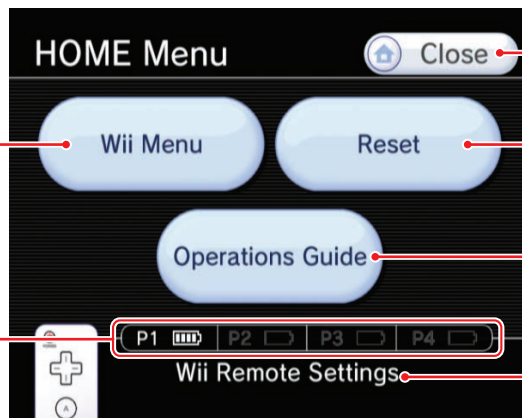 HOME Menu
Close
Wii Menu
Reset
Operations Guide
P1 P2 P3 P4
Wii Remote Settings
A